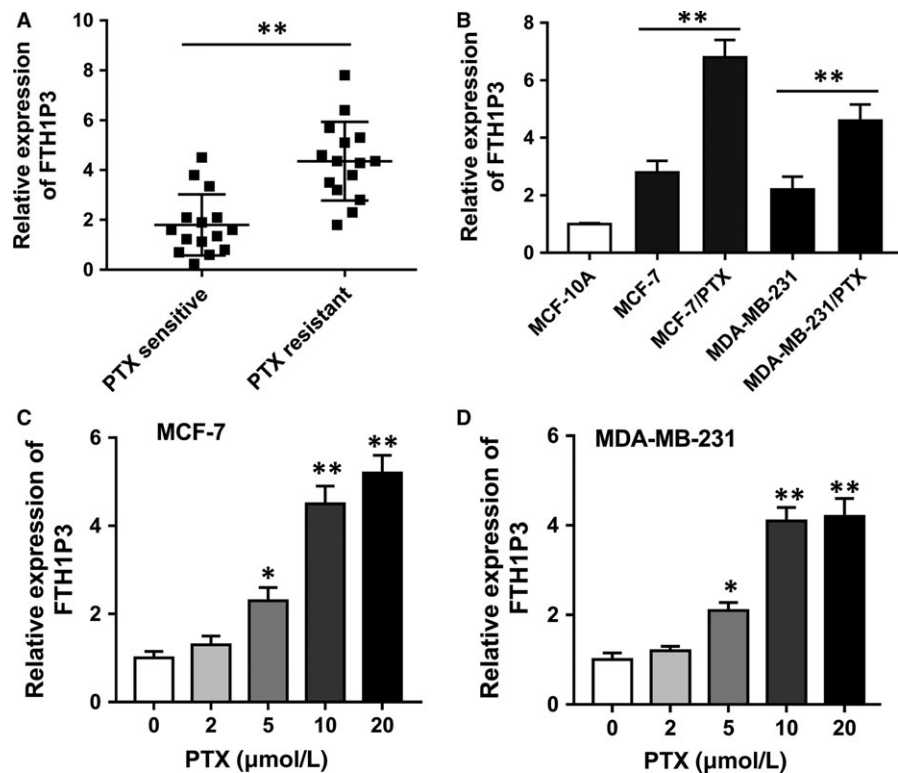 A
Relative expression
of FTH1P3
10
8
6
4
2
0
**
PTX sensitive
PTX resistant
B
Relative expression
of FTH1P3
8
6
4
2
0
**
**
MCF-10A
MCF-7
MCF-7/PTX
MDA-MB-231
MDA-MB-231/PTX
C
MCF-7
Relative expression of
FTH1P3
6
4
2
0
*
**
**
0 2 5 10 20
PTX (µmol/L)
D
MDA-MB-231
Relative expression of
FTH1P3
6
4
2
0
*
**
**
0 2 5 10 20
PTX (µmol/L)